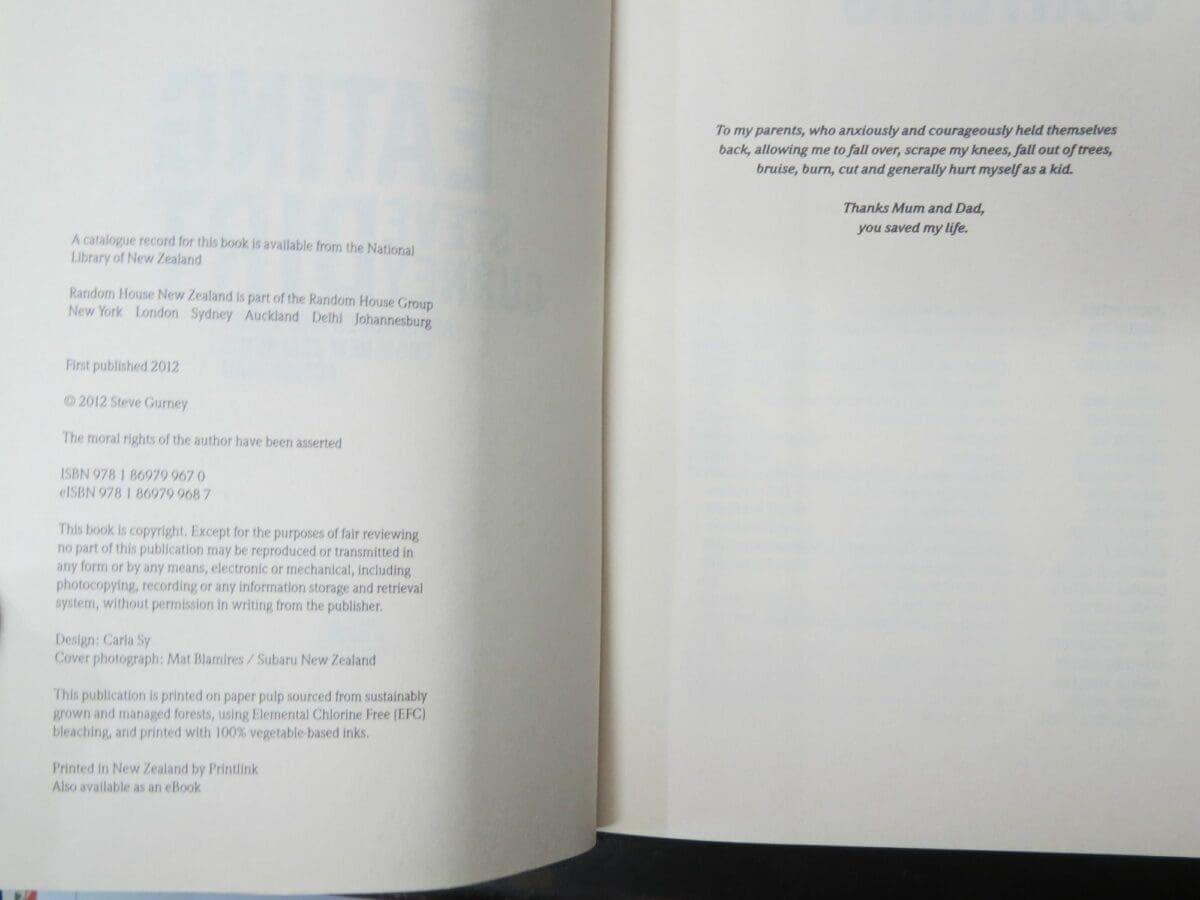 A catalogue record for this book is available from the National
Library of New Zealand
Random House New Zealand is part of the Random House Group
New York London Sydney Auckland Delhi Johannesburg
First published 2012
© 2012 Steve Gurney
The moral rights of the author have been asserted
ISBN 978 1 86979 967 0
eISBN 978 1 86979 968 7
This book is copyright. Except for the purposes of fair reviewing
no part of this publication may be reproduced or transmitted in
any form or by any means, electronic or mechanical, including
photocopying, recording or any information storage and retrieval
system, without permission in writing from the publisher.
Design: Carla Sy
Cover photograph: Mat Blamires / Subaru New Zealand
This publication is printed on paper pulp sourced from sustainably
grown and managed forests, using Elemental Chlorine Free (EFC)
bleaching, and printed with 100% vegetable-based inks.
Printed in New Zealand by Printlink
Also available as an eBook
To my parents, who anxiously and courageously held themselves
back, allowing me to fall over, scrape my knees, fall out of trees,
bruise, burn, cut and generally hurt myself as a kid.
Thanks Mum and Dad,
you saved my life.